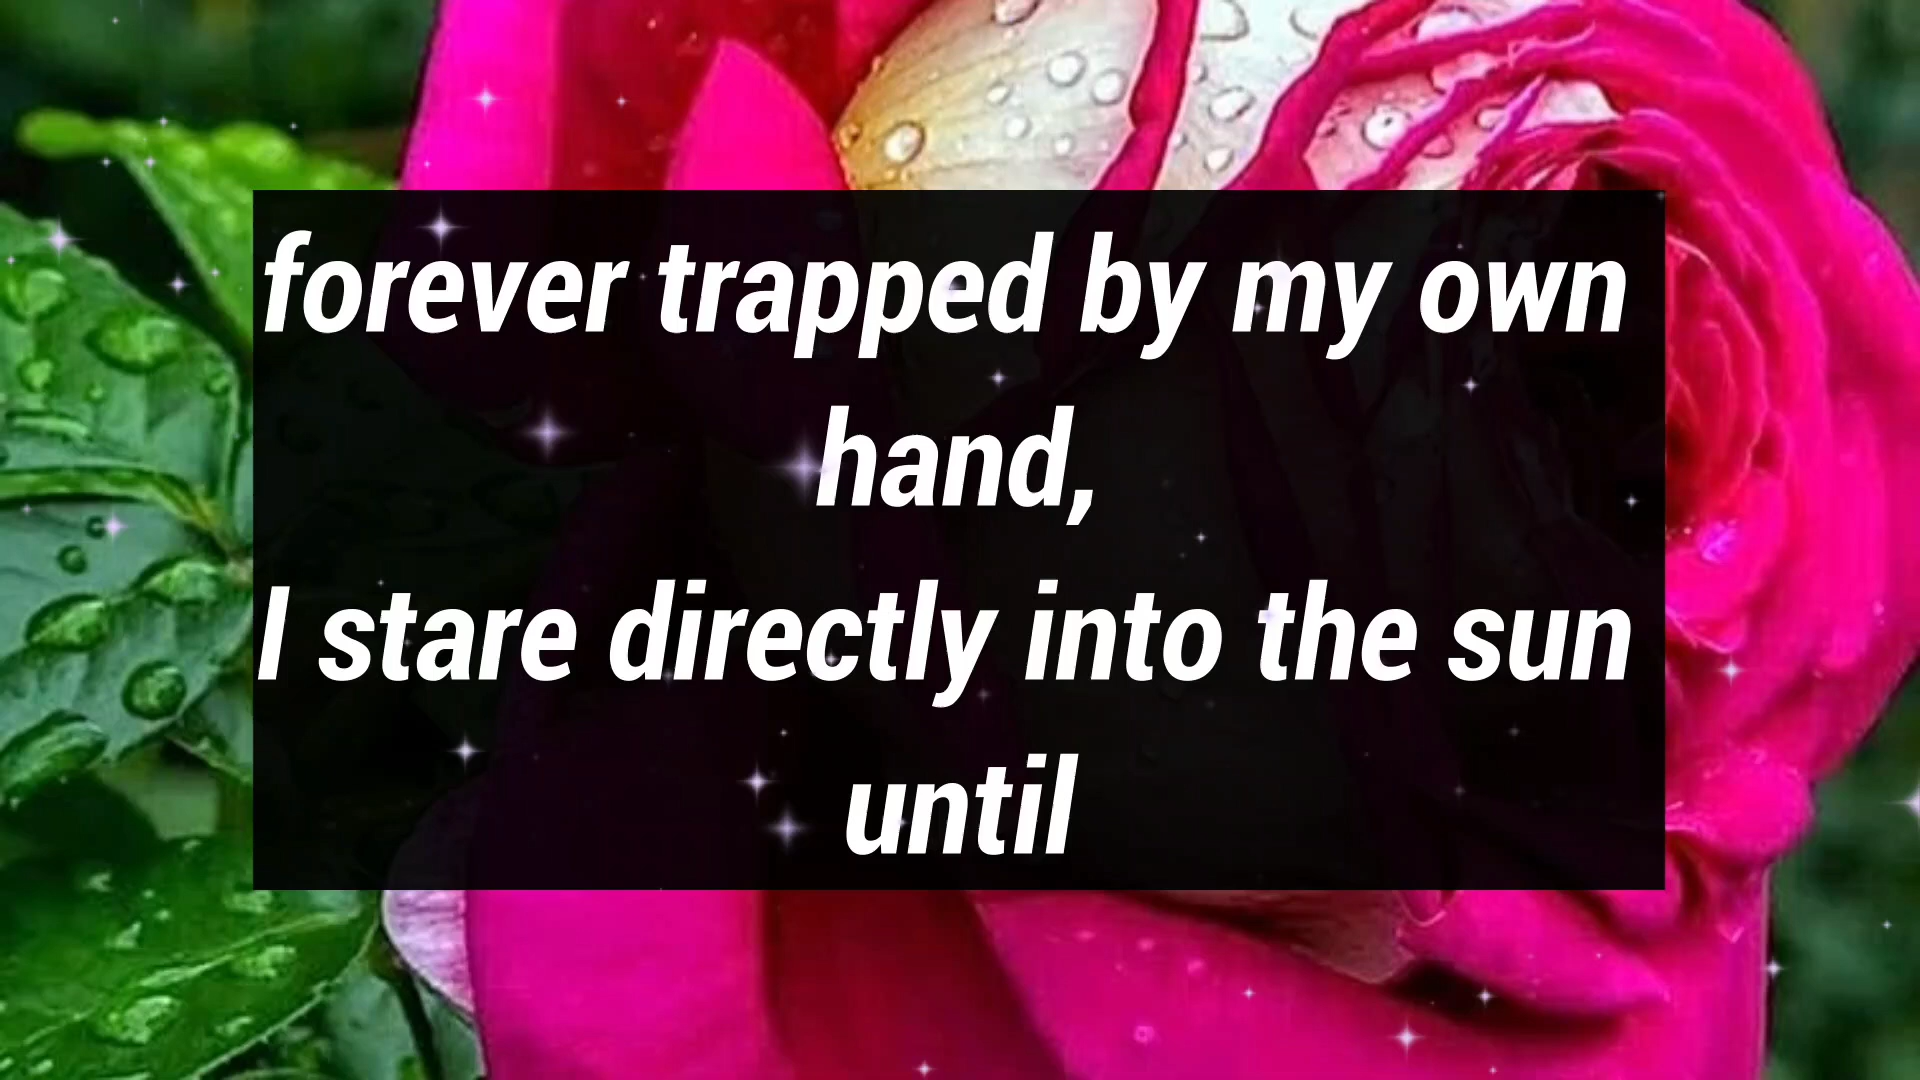 forever trapped by my own
hand,
I stare directly into the sun
until